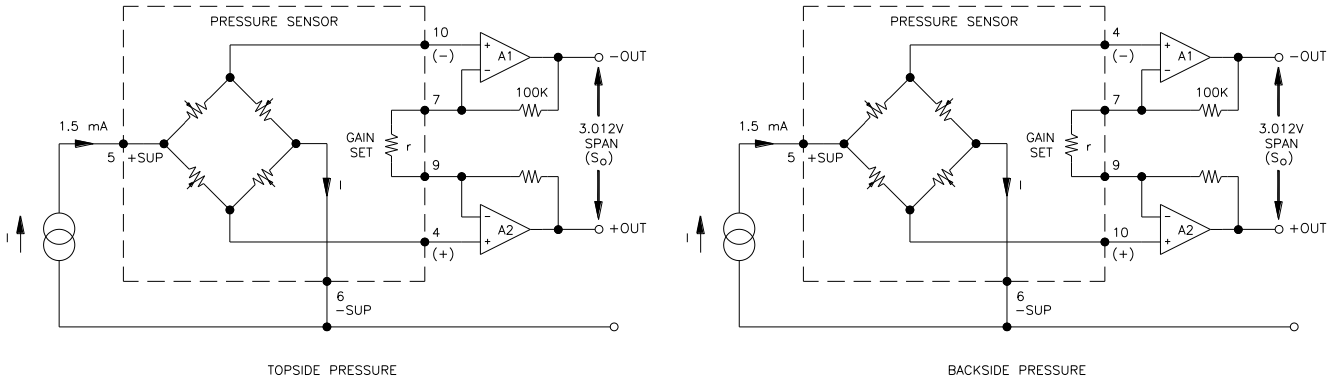 PRESSURE SENSOR
10
(-)
A1
+
-
-OUT
7
100K
1.5 mA
GAIN
SET
r
3.012V
SPAN
(So)
5
+SUP
I
9
I
-
+
A2
+OUT
4
(+)
6
-SUP
TOPSIDE PRESSURE
PRESSURE SENSOR
4
(-)
A1
+
-
-OUT
7
100K
1.5 mA
GAIN
SET
r
3.012V
SPAN
(So)
5
+SUP
I
9
I
-
+
A2
+OUT
10
(+)
6
-SUP
BACKSIDE PRESSURE